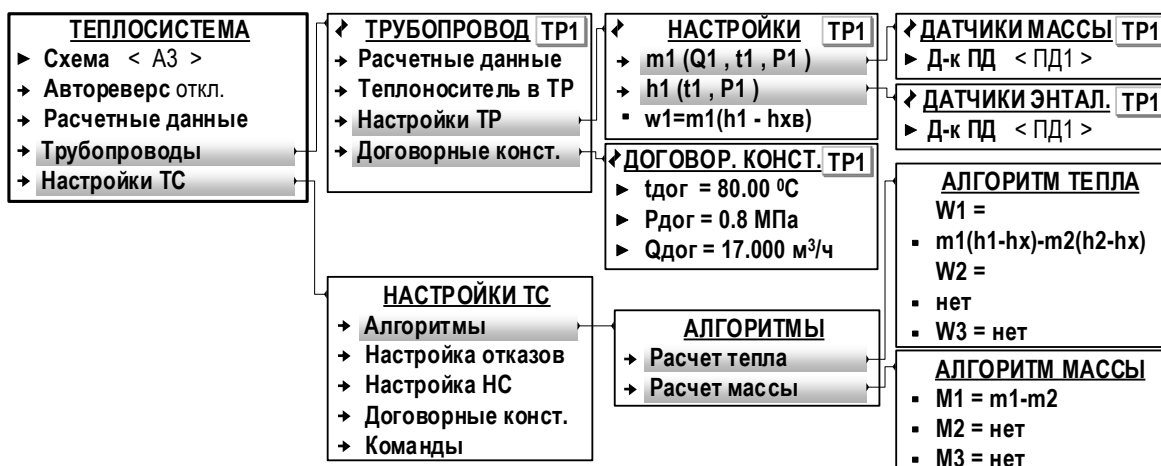 ТЕПЛОСИСТЕМА
Схема < А3 >
Автореверс откл.
Расчетные данные
Трубопроводы
Настройки ТС
ТРУБОПРОВОД ТР1
Расчетные данные
Теплоноситель в ТР
Настройки ТР
Договорные конст.
НАСТРОЙКИ ТР1
m1 (Q1 , t1 , P1 )
h1 (t1 , P1 )
w1=m1(h1 - hхв)
ДАТЧИКИ МАССЫ ТР1
Д-к ПД < ПД1 >
ДАТЧИКИ ЭНТАЛ. ТР1
Д-к ПД < ПД1 >
ДОГОВОР. КОНСТ. ТР1
tдог = 80.00 ⁰С
Рдог = 0.8 МПа
Qдог = 17.000 м³/ч
НАСТРОЙКИ ТС
Алгоритмы
Настройка отказов
Настройка НС
Договорные конст.
Команды
АЛГОРИТМЫ
Расчет тепла
Расчет массы
АЛГОРИТМ ТЕПЛА
W1 =
m1(h1-hx)-m2(h2-hx)
W2 =
нет
W3 = нет
АЛГОРИТМ МАССЫ
M1 = m1-m2
M2 = нет
M3 = нет